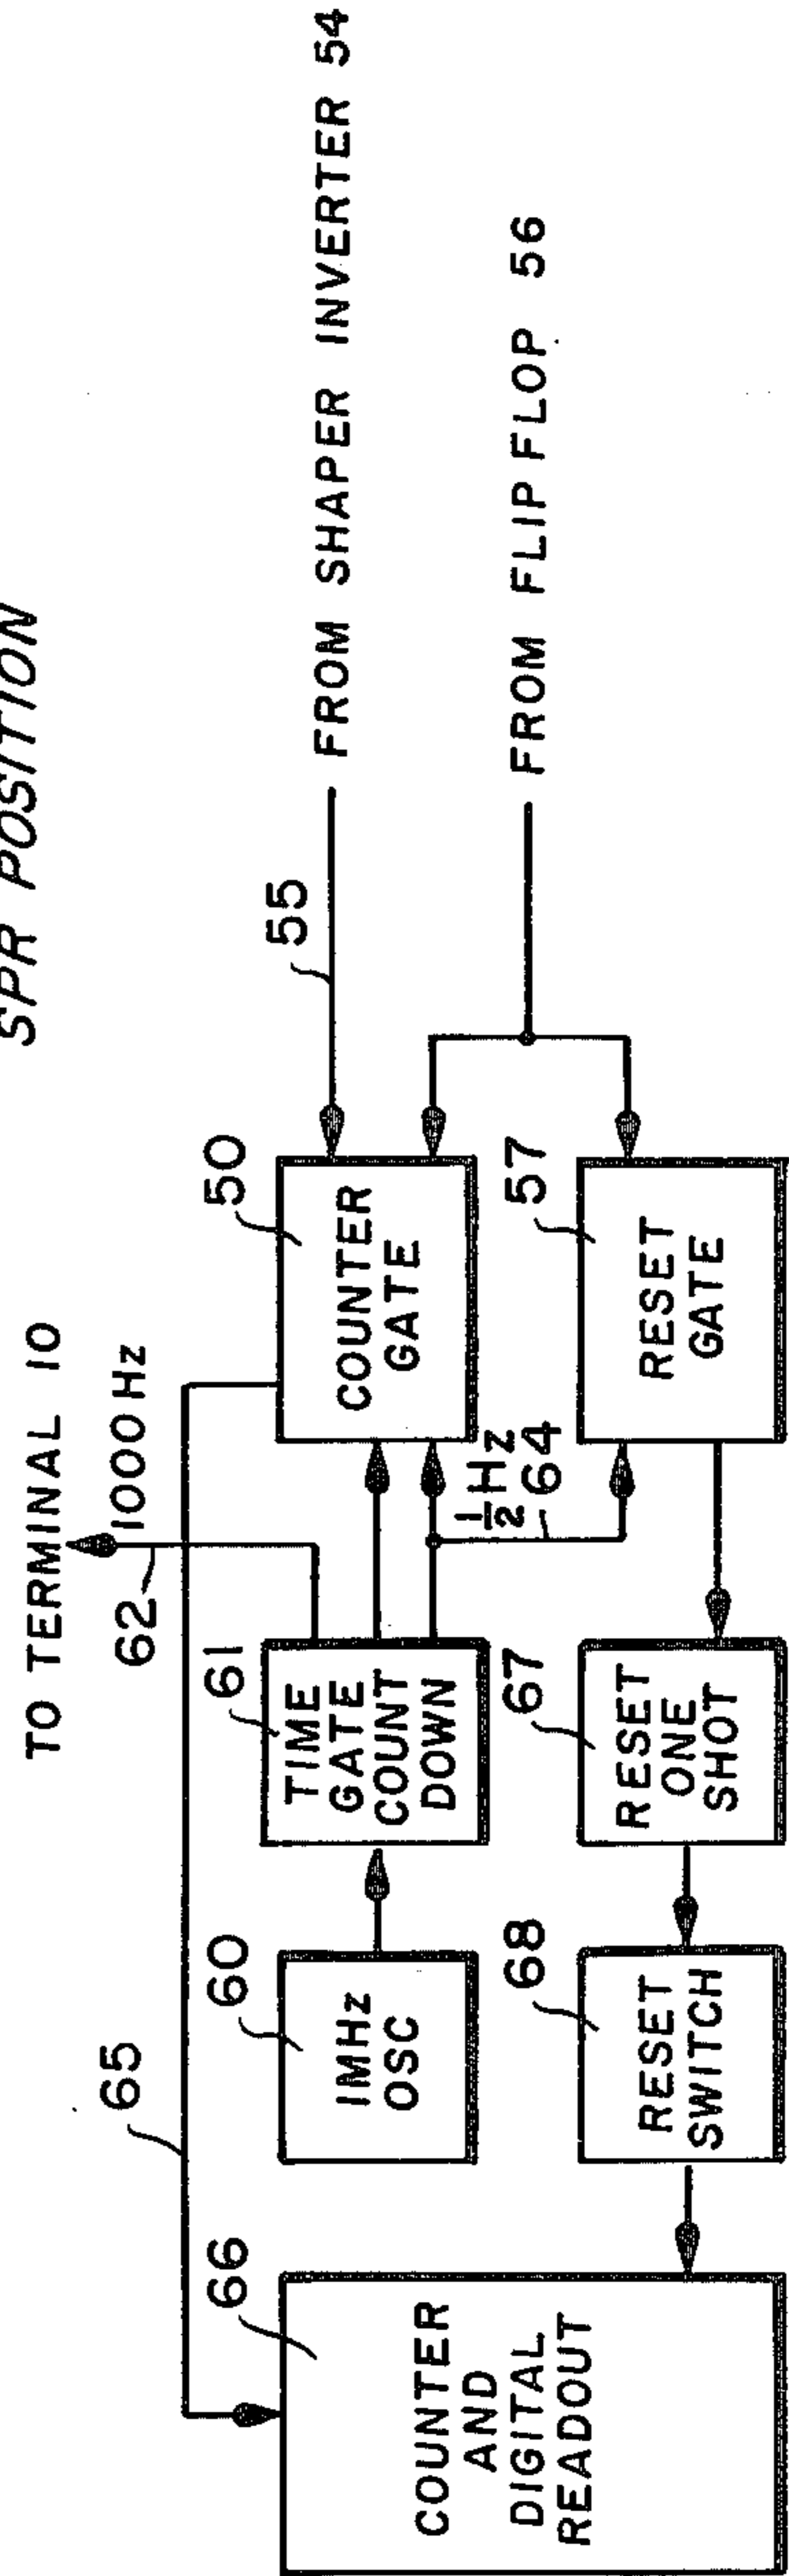 SPR POSITION
TO TERMINAL 10
65
62
1000 Hz
66
COUNTER
AND
DIGITAL
READOUT
60
1MHz
OSC
61
TIME
GATE
COUNT
DOWN
50
COUNTER
GATE
55
FROM SHAPER INVERTER 54
1/2 Hz
64
68
RESET
SWITCH
67
RESET
ONE
SHOT
57
RESET
GATE
FROM FLIP FLOP 56